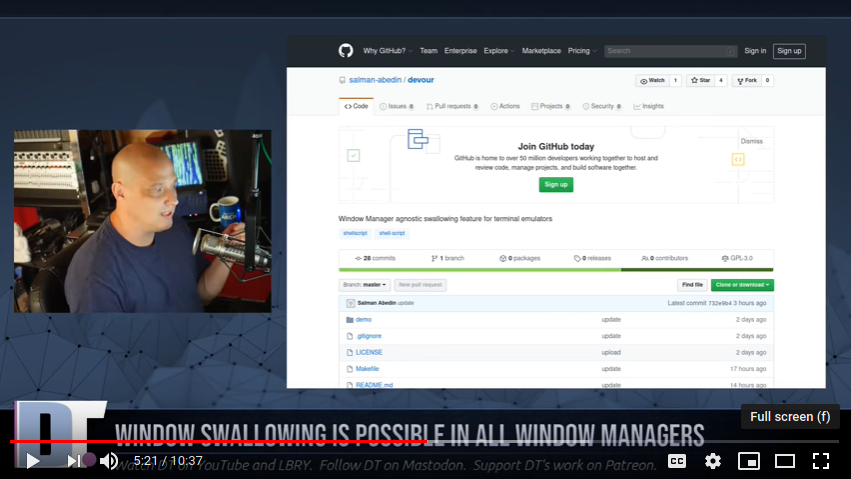 Why GitHub? Team Enterprise Explore Marketplace Pricing Search Sign in Sign up
salman-abedin / devour Watch 1 Star 4 Fork 0
Code Issues 0 Pull requests 0 Actions Projects 0 Security 0 Insights
Join GitHub today
Dismiss
GitHub is home to over 50 million developers working together to host and
review code, manage projects, and build software together.
Sign up
Window Manager agnostic swallowing feature for terminal emulators
shellscript shell-script
28 commits 1 branch 0 packages 0 releases 0 contributors GPL-3.0
Branch: master New pull request Find file Clone or download
Salman Abedin update Latest commit 732e9b4 3 hours ago
demo update 2 days ago
.gitignore update 2 days ago
LICENSE upload 2 days ago
Makefile update 17 hours ago
README.md update 14 hours ago
Full screen (f)
DT
WINDOW SWALLOWING IS POSSIBLE IN ALL WINDOW MANAGERS
Watch DT on YouTube and LBRY. Follow DT on Mastodon. Support DT's work on Patreon.
5:21 / 10:37
CC